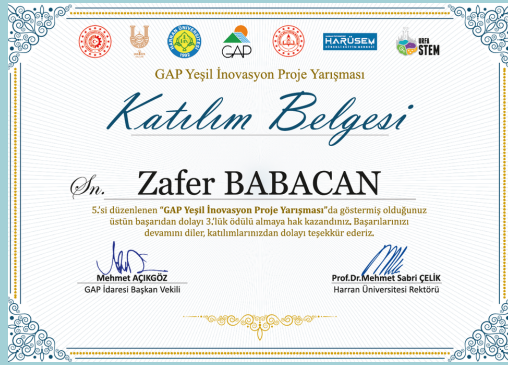 GAP
HARÜSEM
URFA
STEM
GAP Yeşil İnovasyon Proje Yarışması
Katılım Belgesi
Sn. Zafer BABACAN
5.'si düzenlenen "GAP Yeşil İnovasyon Proje Yarışması"da göstermiş olduğunuz
üstün başarıdan dolayı 3.'lük ödülü almaya hak kazandınız. Başarılarınızı
devamını diler, katılımlarınızdan dolayı teşekkür ederiz.
Mehmet AÇIKGÖZ
GAP İdaresi Başkan Vekili
Prof.Dr.Mehmet Sabri ÇELİK
Harran Üniversitesi Rektörü